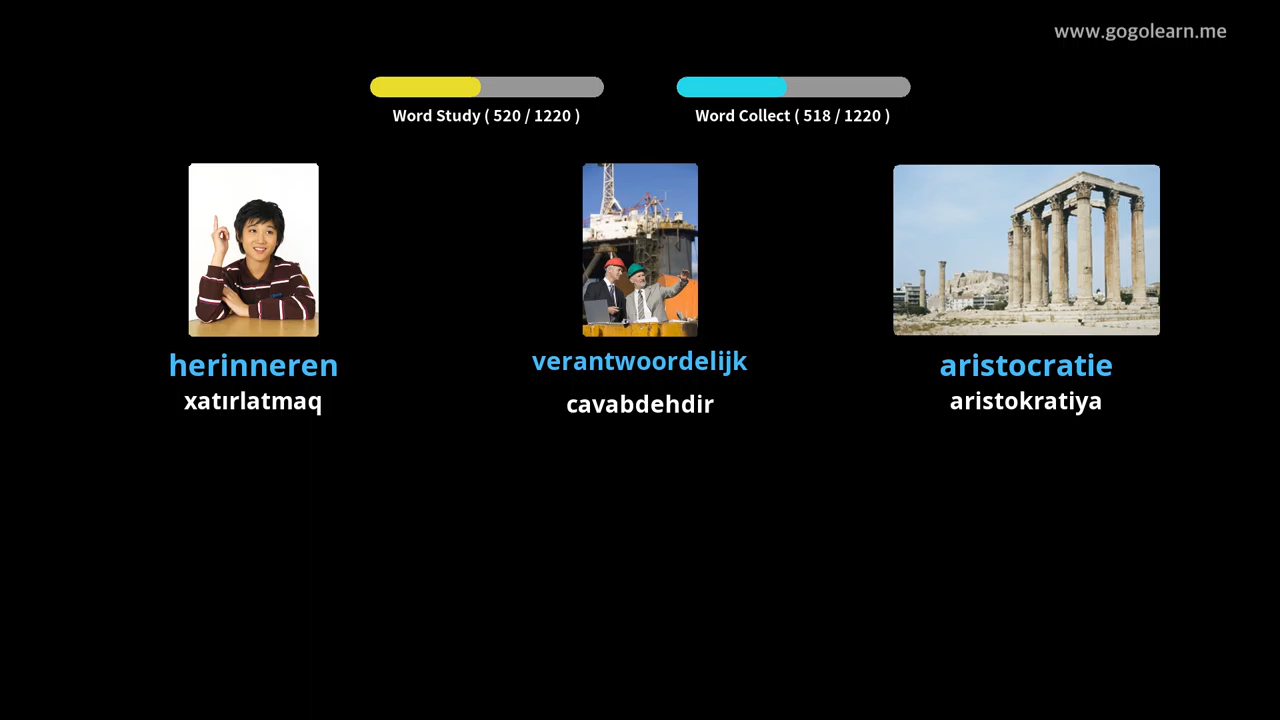 www.gogolearn.me
Word Study ( 520 / 1220 )
Word Collect ( 518 / 1220 )
herinneren
xatırlatmaq
verantwoordelijk
cavabdehdir
aristocratie
aristokratiya